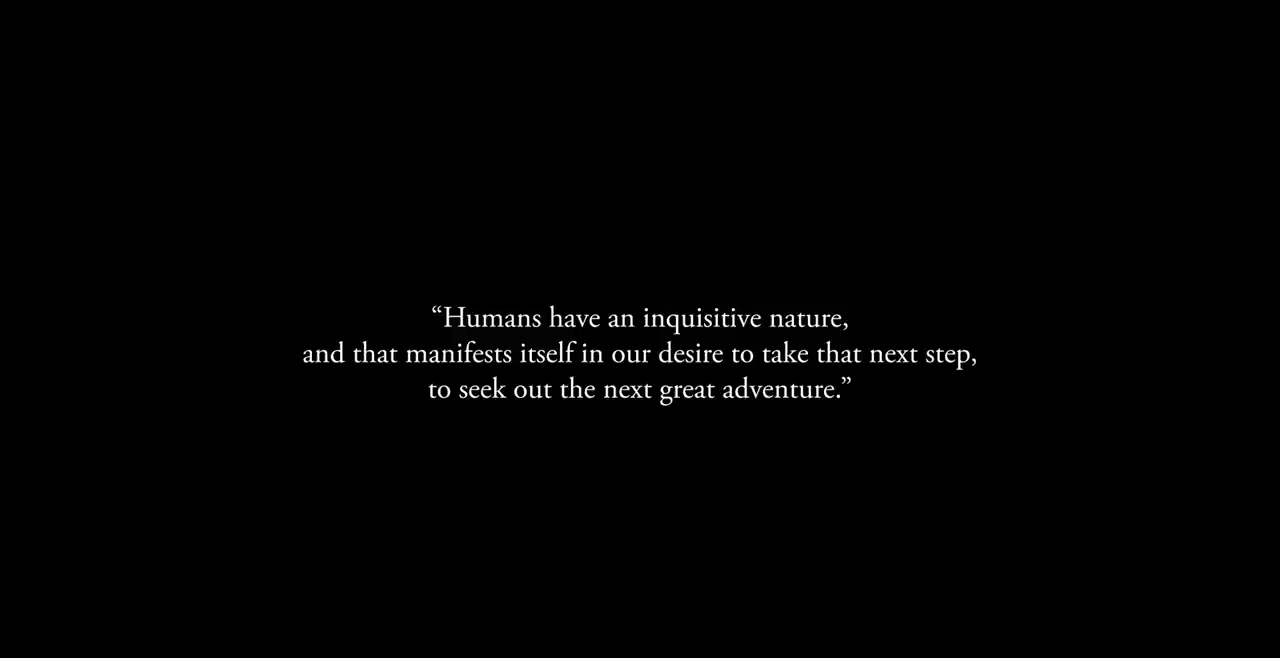 “Humans have an inquisitive nature,
and that manifests itself in our desire to take that next step,
to seek out the next great adventure.”